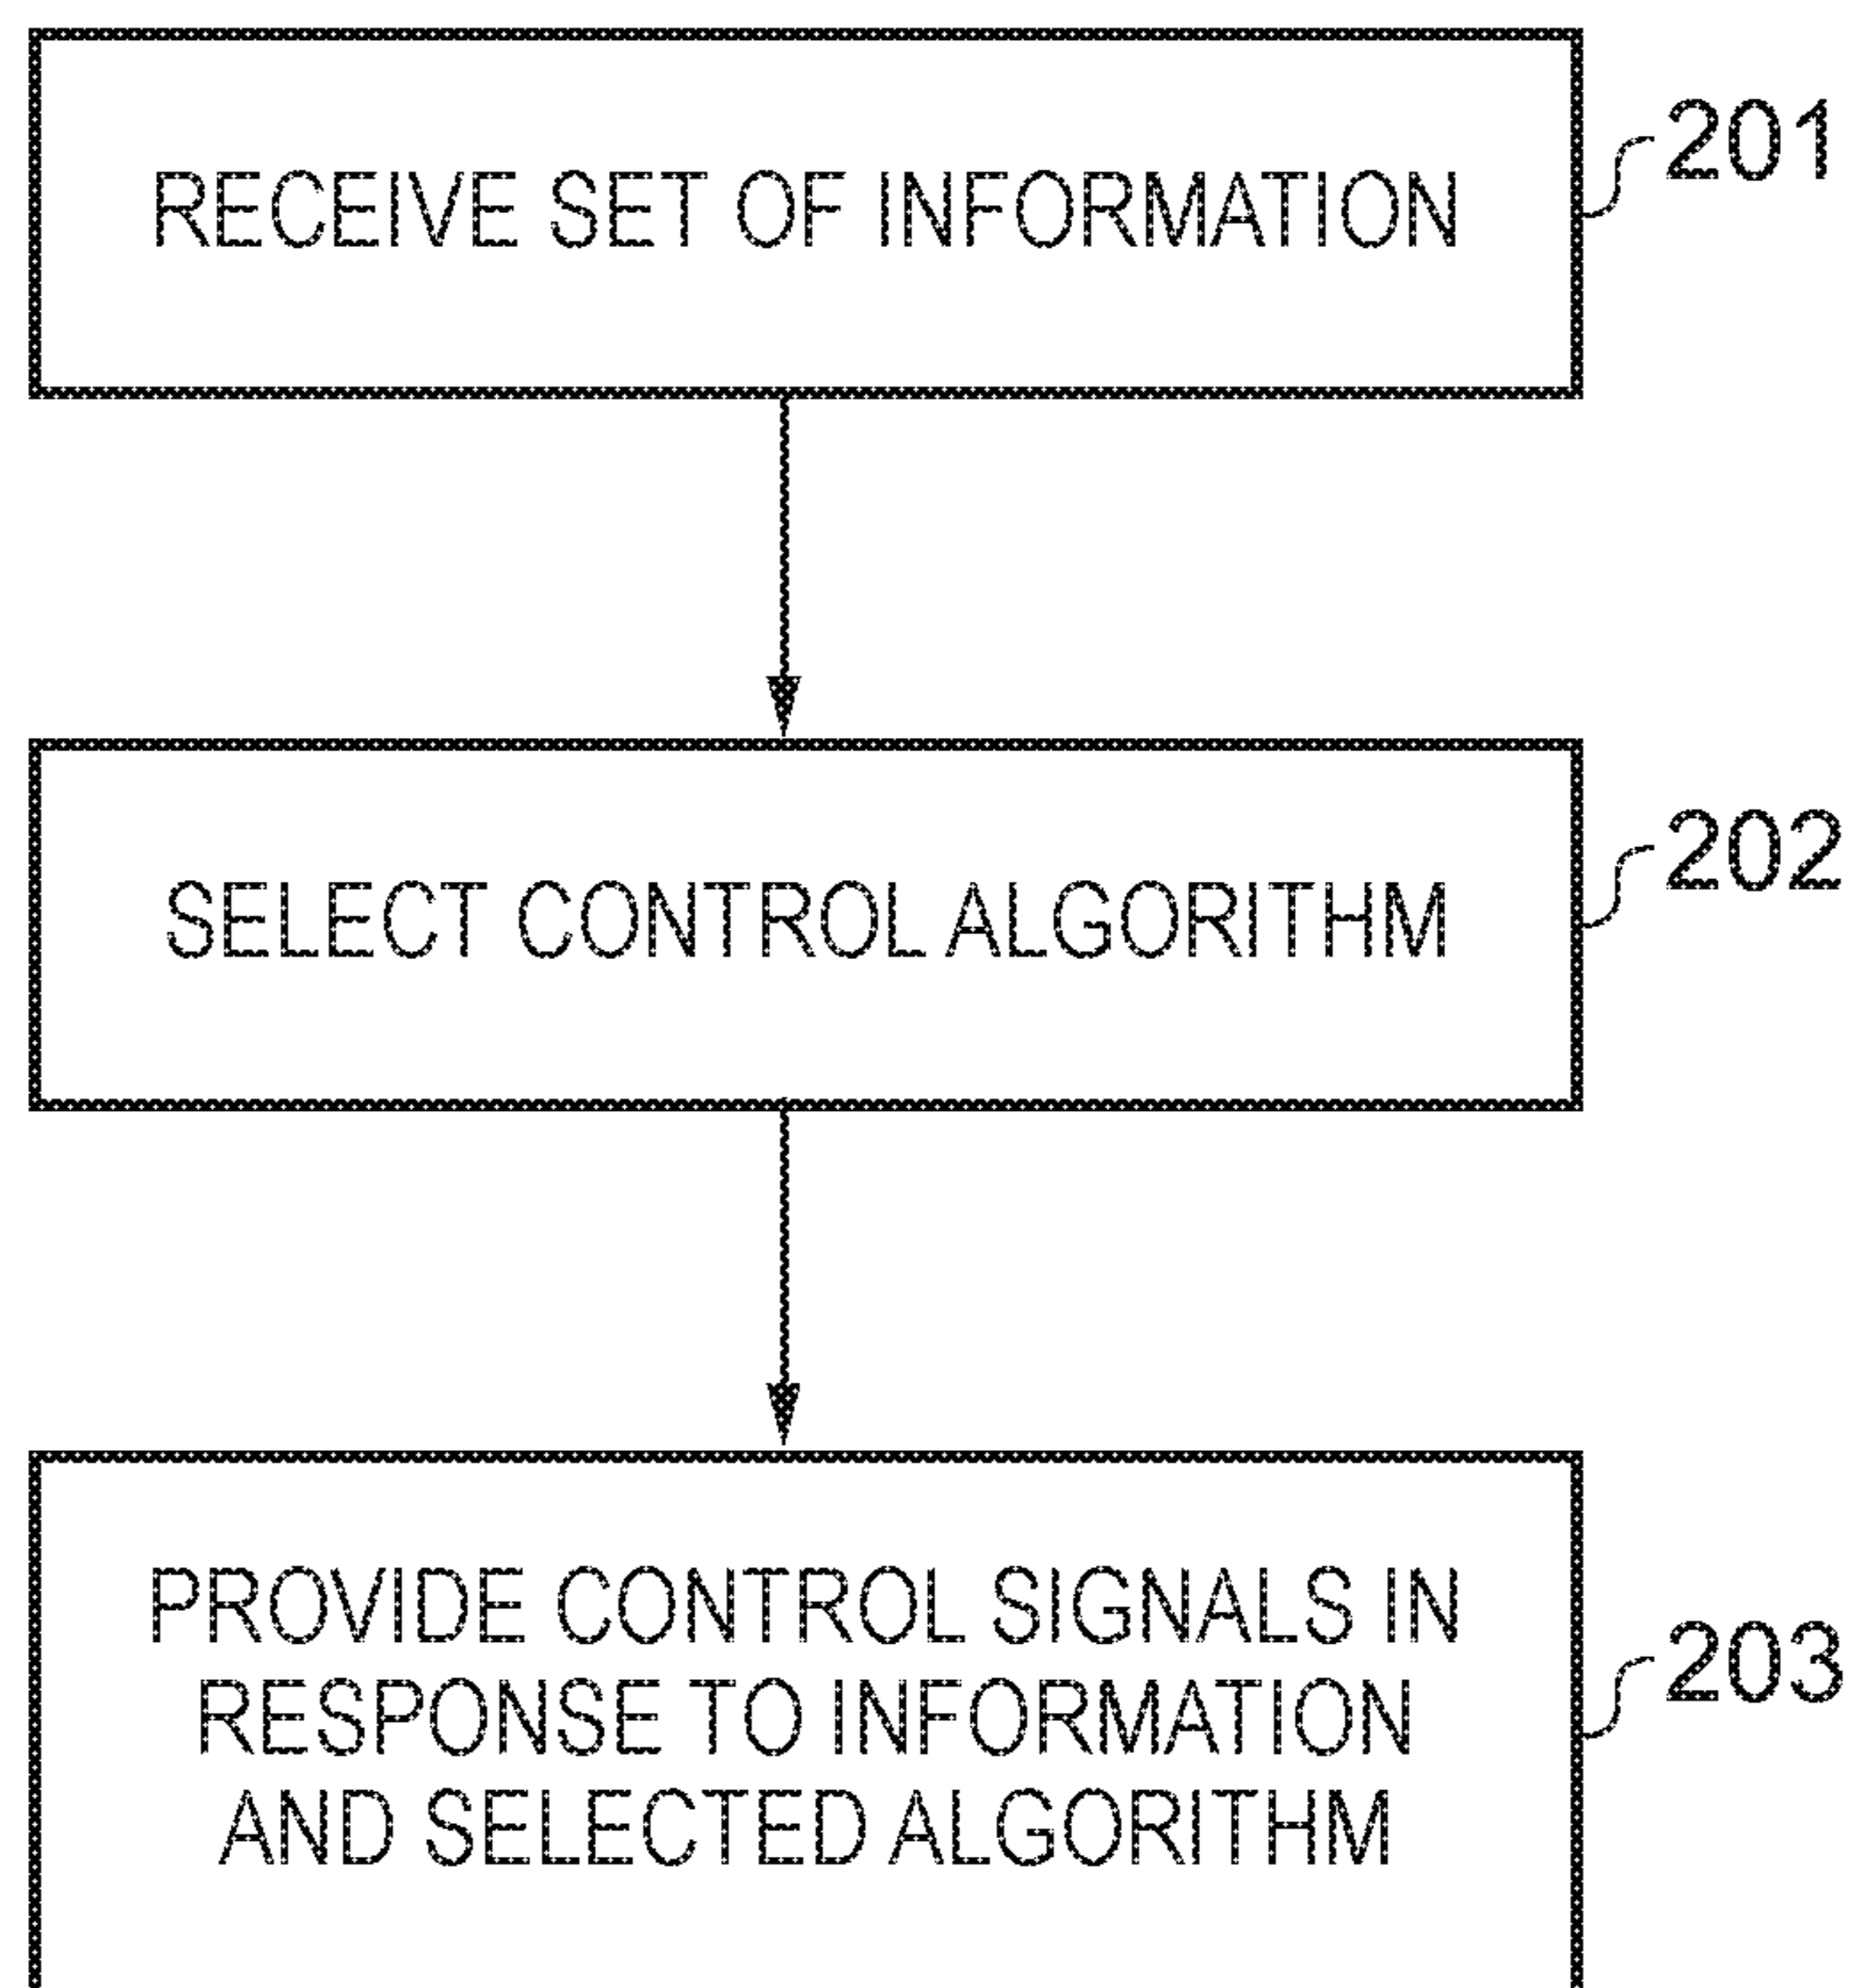 RECEIVE SET OF INFORMATION
201
SELECT CONTROL ALGORITHM
202
PROVIDE CONTROL SIGNALS IN
RESPONSE TO INFORMATION
AND SELECTED ALGORITHM
203